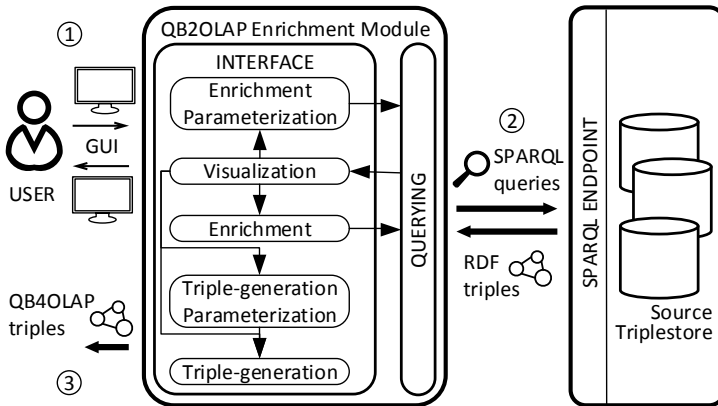 ①
USER
GUI
QB4OLAP
triples
③
QB2OLAP Enrichment Module
INTERFACE
Enrichment
Parameterization
Visualization
Enrichment
Triple-generation
Parameterization
Triple-generation
QUERYING
②
SPARQL
queries
RDF
triples
SPARQL ENDPOINT
Source
Triplestore